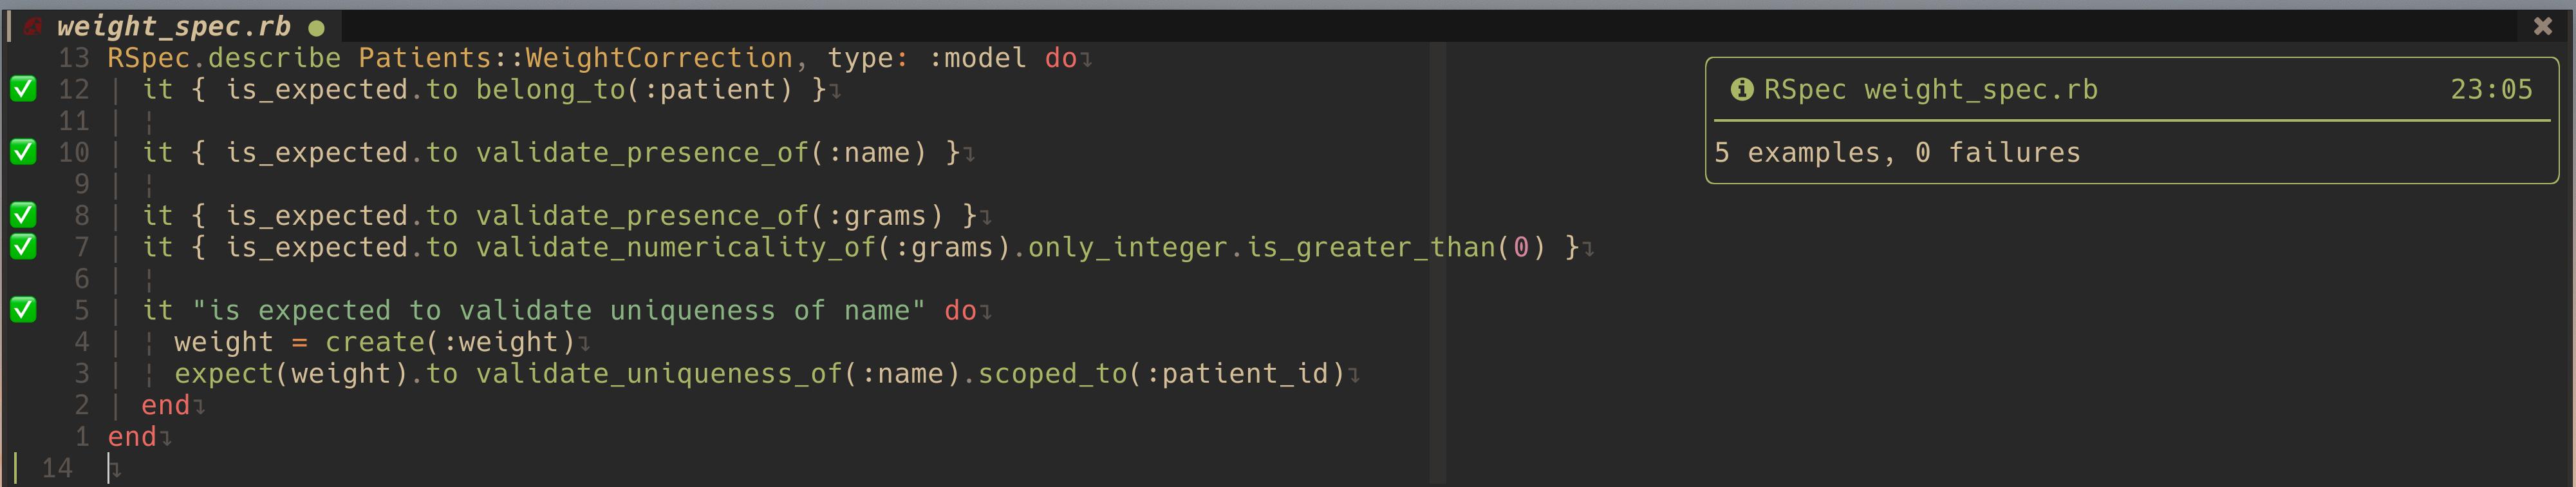 weight_spec.rb
13 RSpec.describe Patients::WeightCorrection, type: :model do
12 it { is_expected.to belong_to(:patient) }
11
10 it { is_expected.to validate_presence_of(:name) }
9
8 it { is_expected.to validate_presence_of(:grams) }
7 it { is_expected.to validate_numericality_of(:grams).only_integer.is_greater_than(0) }
6
5 it "is expected to validate uniqueness of name" do
4 weight = create(:weight)
3 expect(weight).to validate_uniqueness_of(:name).scoped_to(:patient_id)
2 end
1 end
14
RSpec weight_spec.rb 23:05
5 examples, 0 failures